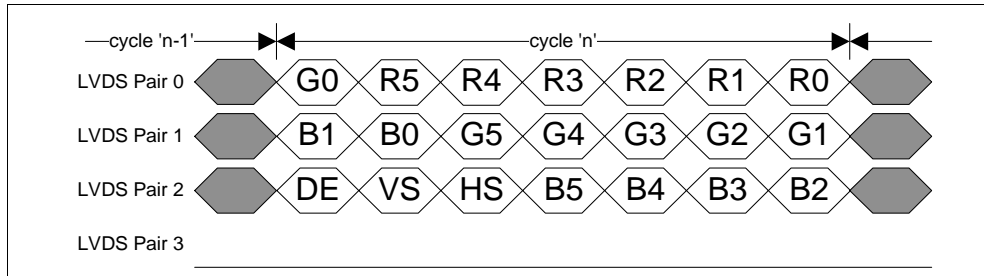 cycle 'n-1' cycle 'n'
LVDS Pair 0 G0 R5 R4 R3 R2 R1 R0
LVDS Pair 1 B1 B0 G5 G4 G3 G2 G1
LVDS Pair 2 DE VS HS B5 B4 B3 B2
LVDS Pair 3